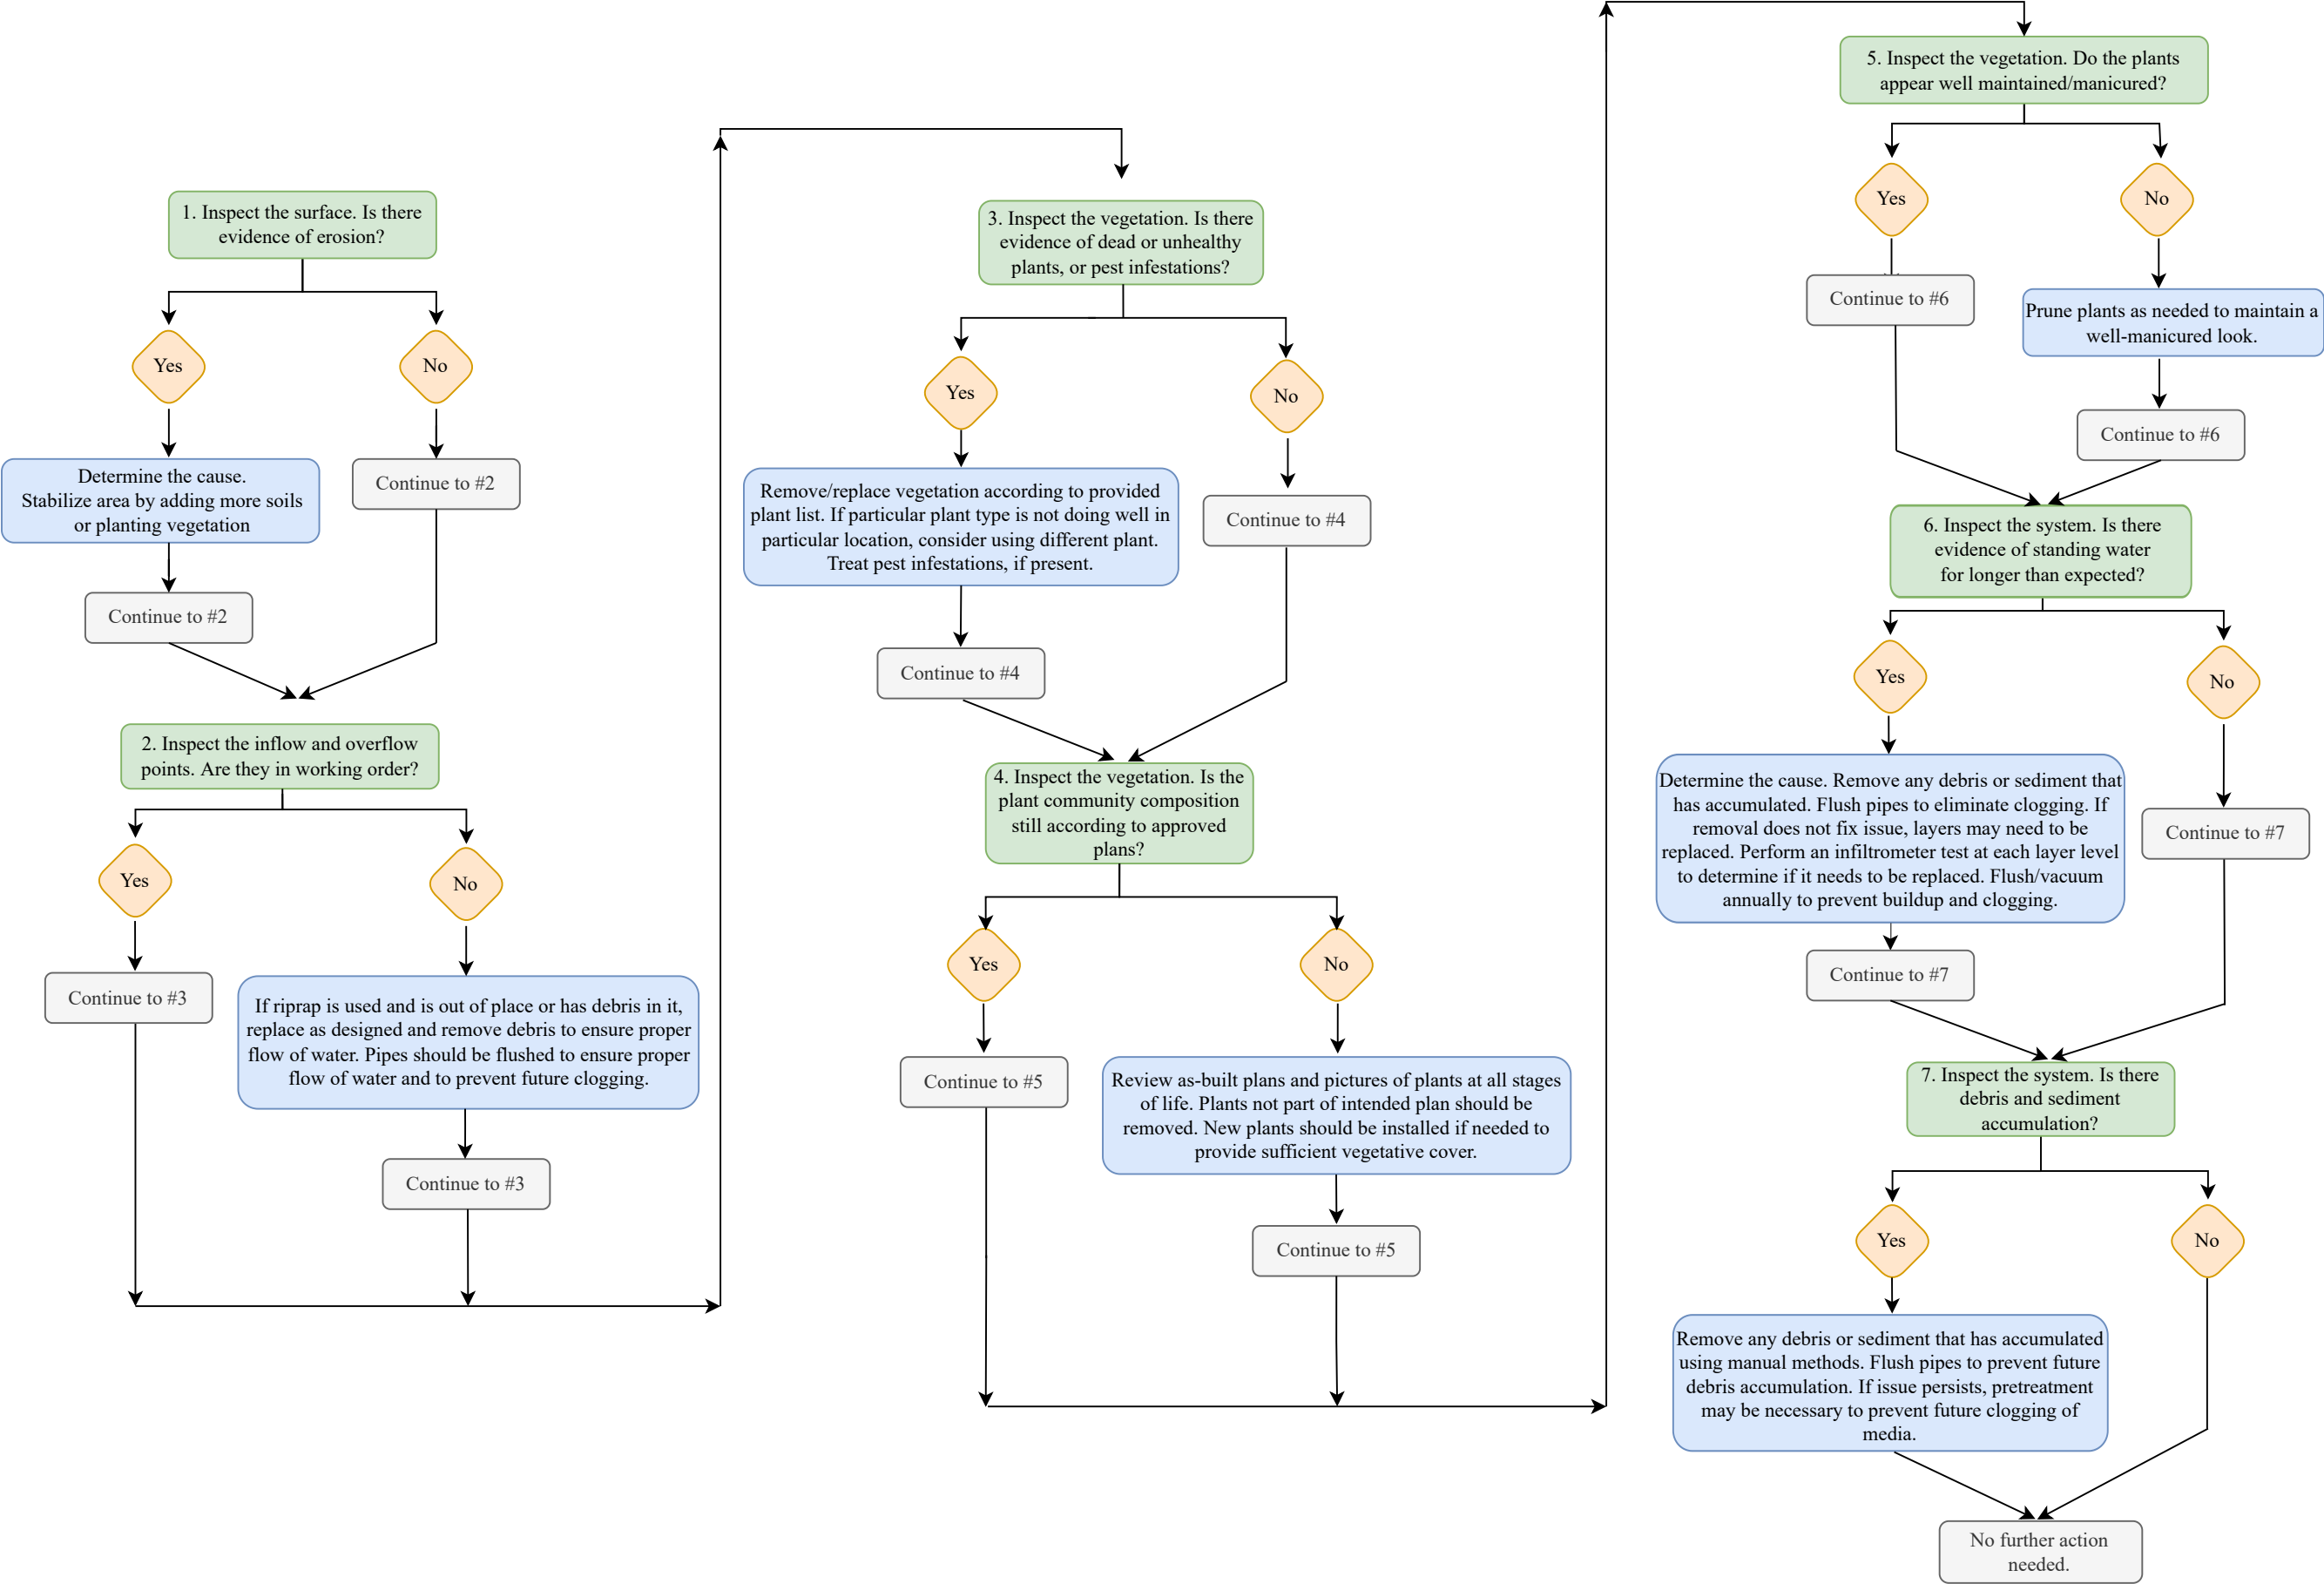 1. Inspect the surface. Is there
evidence of erosion?
Yes
No
Determine the cause.
Stabilize area by adding more soils
or planting vegetation
Continue to #2
Continue to #2
2. Inspect the inflow and overflow
points. Are they in working order?
Yes
No
Continue to #3
If riprap is used and is out of place or has debris in it,
replace as designed and remove debris to ensure proper
flow of water. Pipes should be flushed to ensure proper
flow of water and to prevent future clogging.
Continue to #3
3. Inspect the vegetation. Is there
evidence of dead or unhealthy
plants, or pest infestations?
Yes
No
Remove/replace vegetation according to provided
plant list. If particular plant type is not doing well in
particular location, consider using different plant.
Treat pest infestations, if present.
Continue to #4
Continue to #4
4. Inspect the vegetation. Is the
plant community composition
still according to approved
plans?
Yes
No
Continue to #5
Review as-built plans and pictures of plants at all stages
of life. Plants not part of intended plan should be
removed. New plants should be installed if needed to
provide sufficient vegetative cover.
Continue to #5
5. Inspect the vegetation. Do the plants
appear well maintained/manicured?
Yes
No
Continue to #6
Prune plants as needed to maintain a
well-manicured look.
Continue to #6
6. Inspect the system. Is there
evidence of standing water
for longer than expected?
Yes
No
Determine the cause. Remove any debris or sediment that
has accumulated. Flush pipes to eliminate clogging. If
removal does not fix issue, layers may need to be
replaced. Perform an infiltrometer test at each layer level
to determine if it needs to be replaced. Flush/vacuum
annually to prevent buildup and clogging.
Continue to #7
Continue to #7
7. Inspect the system. Is there
debris and sediment
accumulation?
Yes
No
Remove any debris or sediment that has accumulated
using manual methods. Flush pipes to prevent future
debris accumulation. If issue persists, pretreatment
may be necessary to prevent future clogging of
media.
No further action
needed.